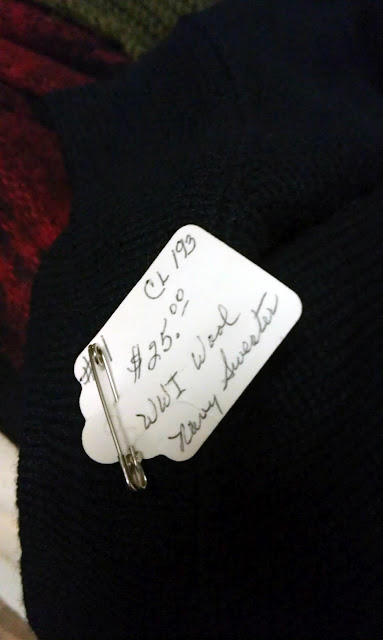 CL 193
$25.00
WWI Wool
Navy Sweater